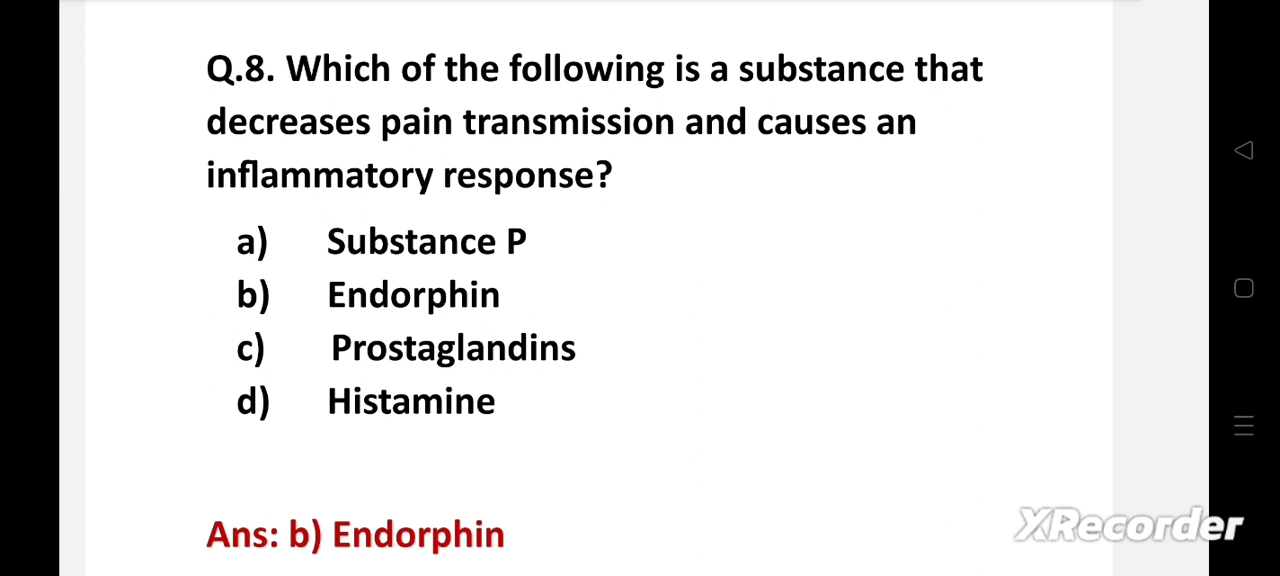 Q.8. Which of the following is a substance that
decreases pain transmission and causes an
inflammatory response?
a) Substance P
b) Endorphin
c) Prostaglandins
d) Histamine
Ans: b) Endorphin
XRecorder